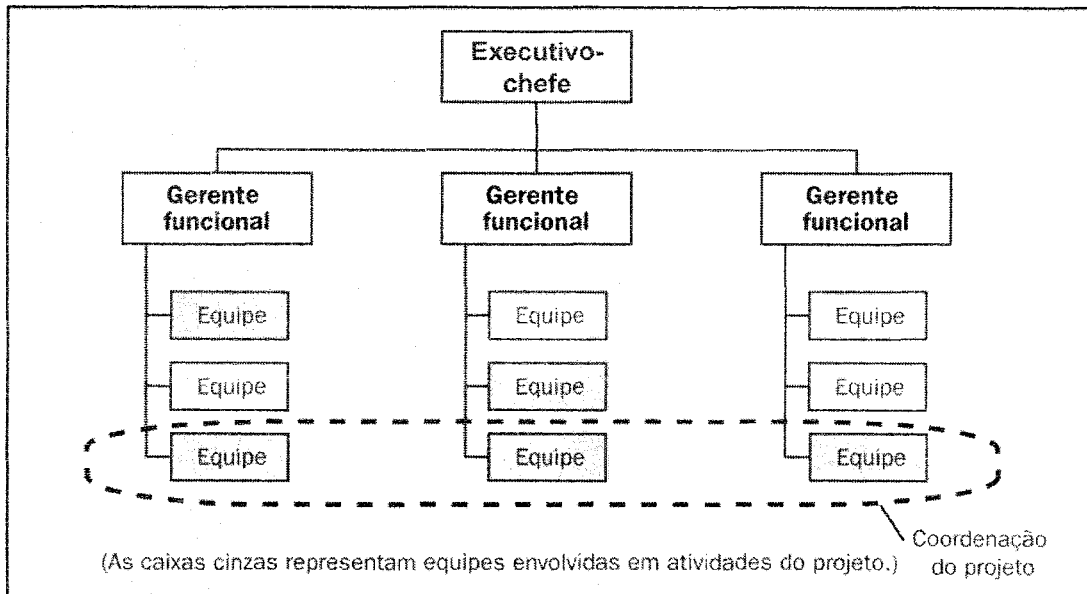 Executivo-
chefe
Gerente
funcional
Gerente
funcional
Gerente
funcional
Equipe
Equipe
Equipe
Equipe
Equipe
Equipe
Equipe
Equipe
Equipe
Coordenação
do projeto
(As caixas cinzas representam equipes envolvidas em atividades do projeto.)